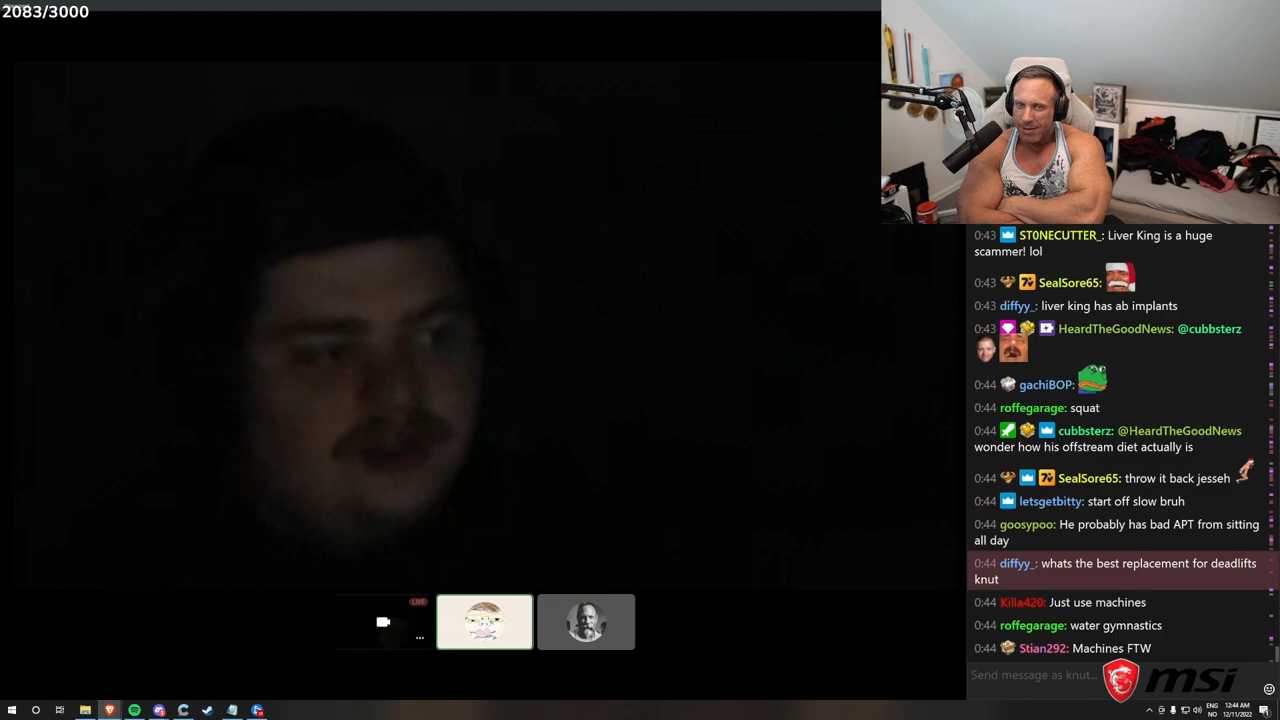 2083/3000
0:43 ST0NECUTTER_: Liver King is a huge
scammer! lol
0:43 SealSore65:
0:43 diffyy_: liver king has ab implants
0:43 HeardTheGoodNews: @cubbsterz
0:44 gachiBOP:
0:44 roffegarage: squat
0:44 cubbsterz: @HeardTheGoodNews
wonder how his offstream diet actually is
0:44 SealSore65: throw it back jesseh
0:44 letsgetbitty: start off slow bruh
0:44 goosypoo: He probably has bad APT from sitting
all day
0:44 diffyy_: whats the best replacement for deadlifts
knut
0:44 Killa420: Just use machines
0:44 roffegarage: water gymnastics
0:44 Stian292: Machines FTW
Send message as knut...
msi
LIVE
...
ENG
NO
12:44 AM
12/11/2022